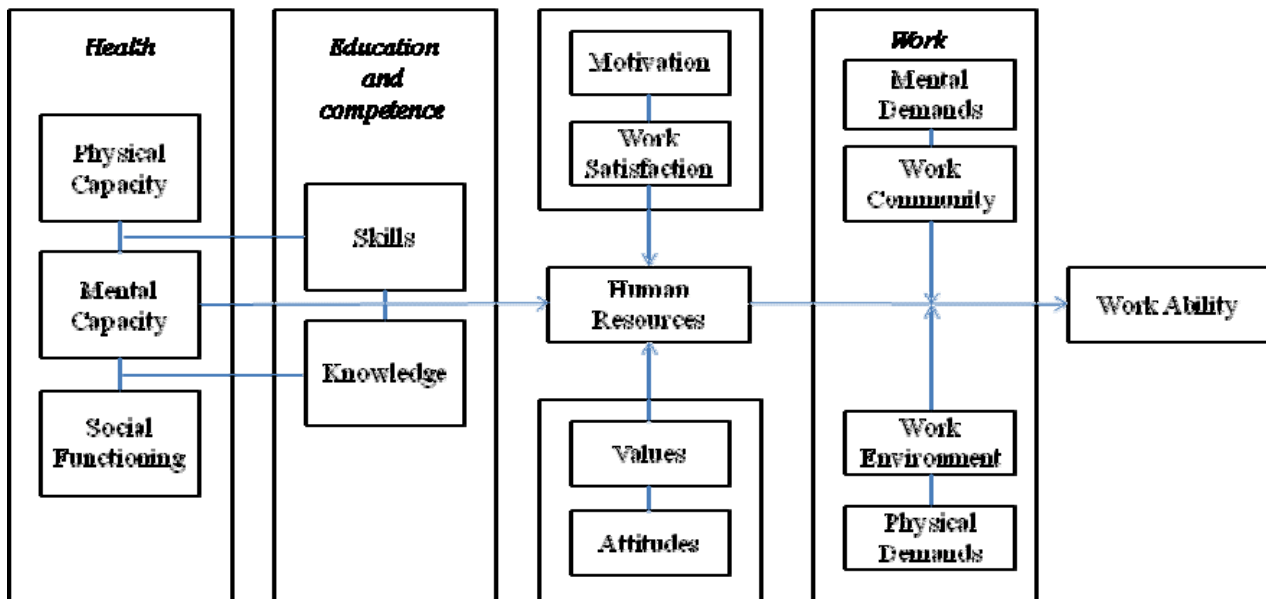 Health
Physical
Capacity
Mental
Capacity
Social
Functioning
Education
and
competence
Skills
Knowledge
Motivation
Work
Satisfaction
Human
Resources
Values
Attitudes
Work
Mental
Demands
Work
Community
Work
Environment
Physical
Demands
Work Ability